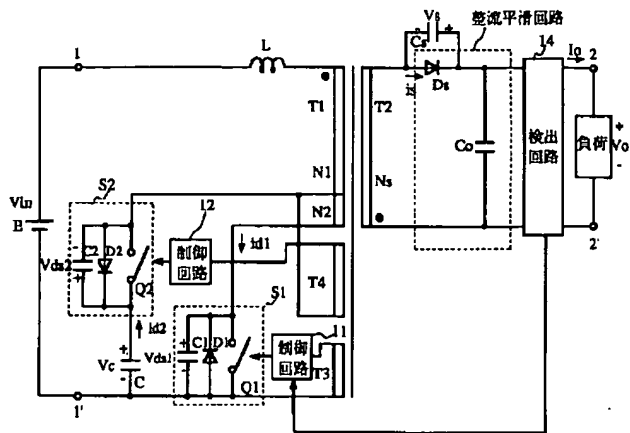 Vs
整流平滑回路
Cs
14
Io
1
L
2
is
Ds
T1
T2
検出
回路
負荷
+
Vo
-
Co
N1
Ns
S2
12
N2
Vin
B
C2
D2
Vds2
Q2
制御
回路
id1
T4
S1
11
id2
C1
D1
Vds1
Q1
制御
回路
T3
Vc
C
1'
2'